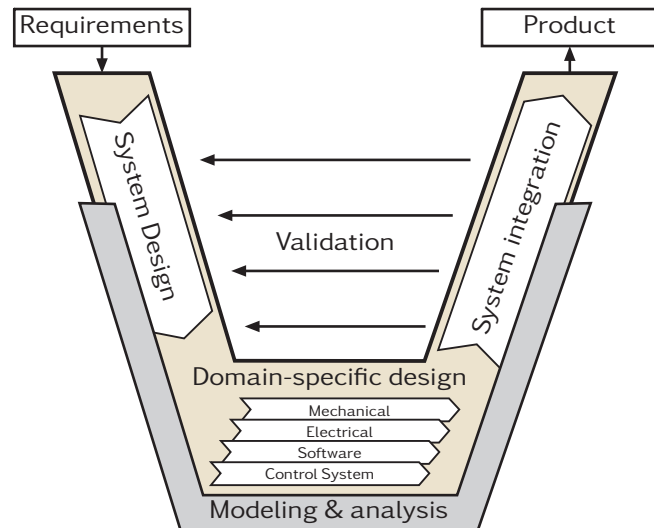 Requirements
Product
System Design
System integration
Validation
Domain-specific design
Mechanical
Electrical
Software
Control System
Modeling & analysis